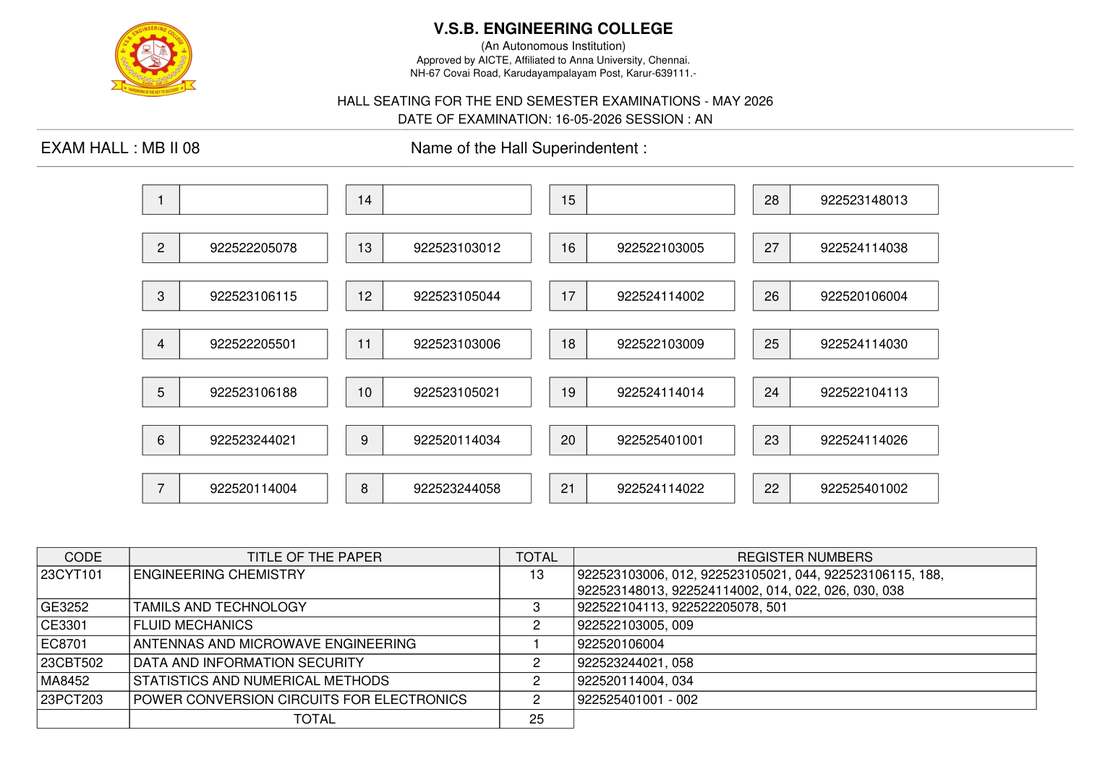 V.S.B. ENGINEERING COLLEGE
(An Autonomous Institution)
Approved by AICTE, Affiliated to Anna University, Chennai.
NH-67 Covai Road, Karudayampalayam Post, Karur-639111.-
HALL SEATING FOR THE END SEMESTER EXAMINATIONS - MAY 2026
DATE OF EXAMINATION: 16-05-2026 SESSION : AN
EXAM HALL : MB II 08 Name of the Hall Superindentent :
1 14 15 28 922523148013
2 922522205078 13 922523103012 16 922522103005 27 922524114038
3 922523106115 12 922523105044 17 922524114002 26 922520106004
4 922522205501 11 922523103006 18 922522103009 25 922524114030
5 922523106188 10 922523105021 19 922524114014 24 922522104113
6 922523244021 9 922520114034 20 922525401001 23 922524114026
7 922520114004 8 922523244058 21 922524114022 22 922525401002
CODE TITLE OF THE PAPER TOTAL REGISTER NUMBERS
23CYT101 ENGINEERING CHEMISTRY 13 922523103006, 012, 922523105021, 044, 922523106115, 188,
922523148013, 922524114002, 014, 022, 026, 030, 038
GE3252 TAMILS AND TECHNOLOGY 3 922522104113, 922522205078, 501
CE3301 FLUID MECHANICS 2 922522103005, 009
EC8701 ANTENNAS AND MICROWAVE ENGINEERING 1 922520106004
23CBT502 DATA AND INFORMATION SECURITY 2 922523244021, 058
MA8452 STATISTICS AND NUMERICAL METHODS 2 922520114004, 034
23PCT203 POWER CONVERSION CIRCUITS FOR ELECTRONICS 2 922525401001 - 002
TOTAL 25